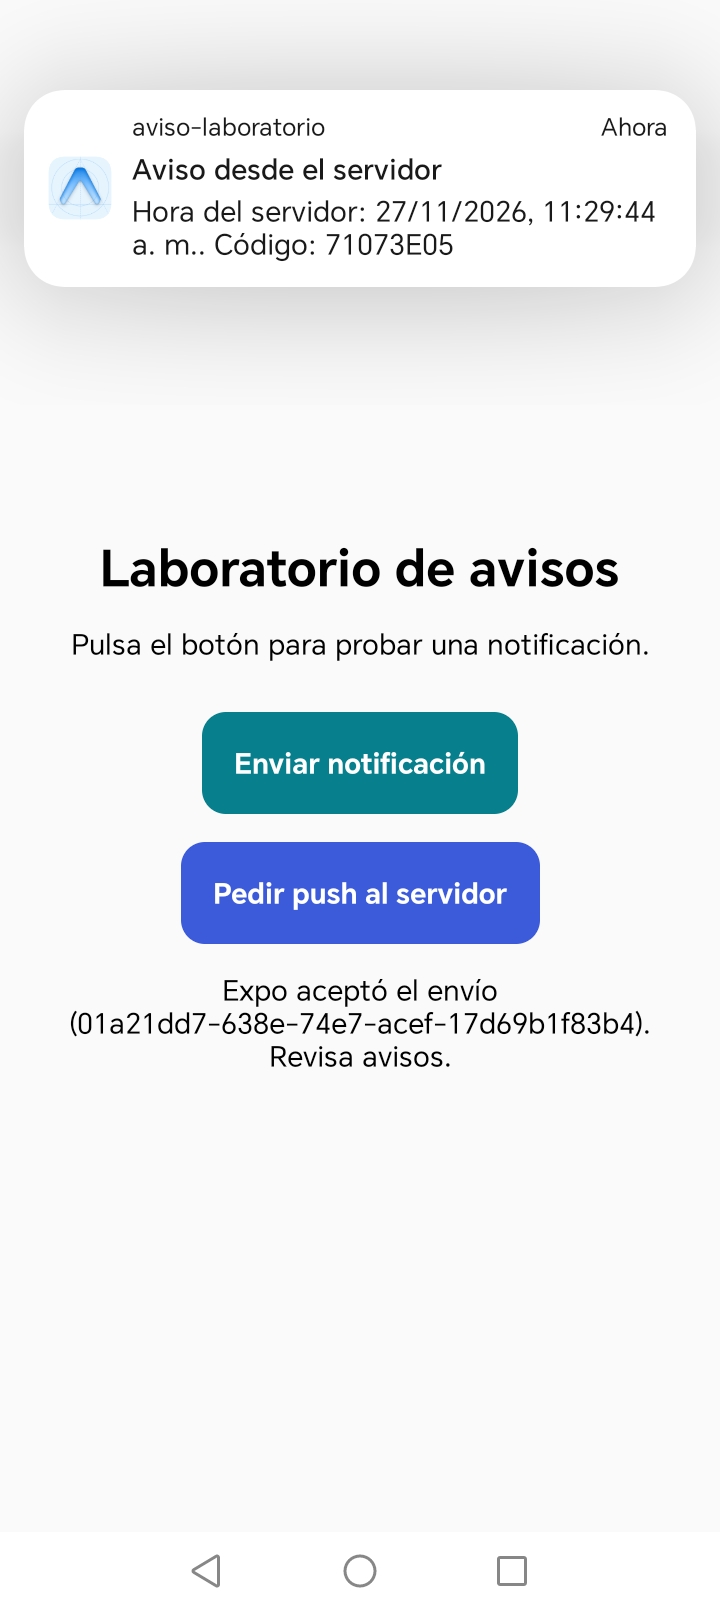 aviso-laboratorio Ahora
Aviso desde el servidor
Hora del servidor: 27/11/2026, 11:29:44
a. m.. Código: 71073E05
Laboratorio de avisos
Pulsa el botón para probar una notificación.
Enviar notificación
Pedir push al servidor
Expo aceptó el envío
(01a21dd7-638e-74e7-acef-17d69b1f83b4).
Revisa avisos.